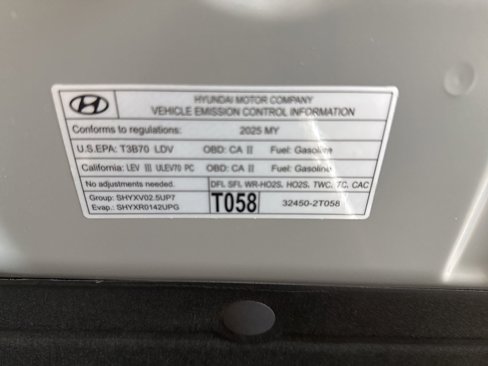 HYUNDAI MOTOR COMPANY
VEHICLE EMISSION CONTROL INFORMATION
Conforms to regulations: 2025 MY
U.S.EPA: T3B70 LDV OBD: CA II Fuel: Gasoline
California: LEV III ULEV70 PC OBD: CA II Fuel: Gasoline
No adjustments needed. DFI, SFI, WR-HO2S, HO2S, TWC, TC, CAC
Group: SHYXV02.5UP7 T058 32450-2T058
Evap.: SHYXR0142UPG